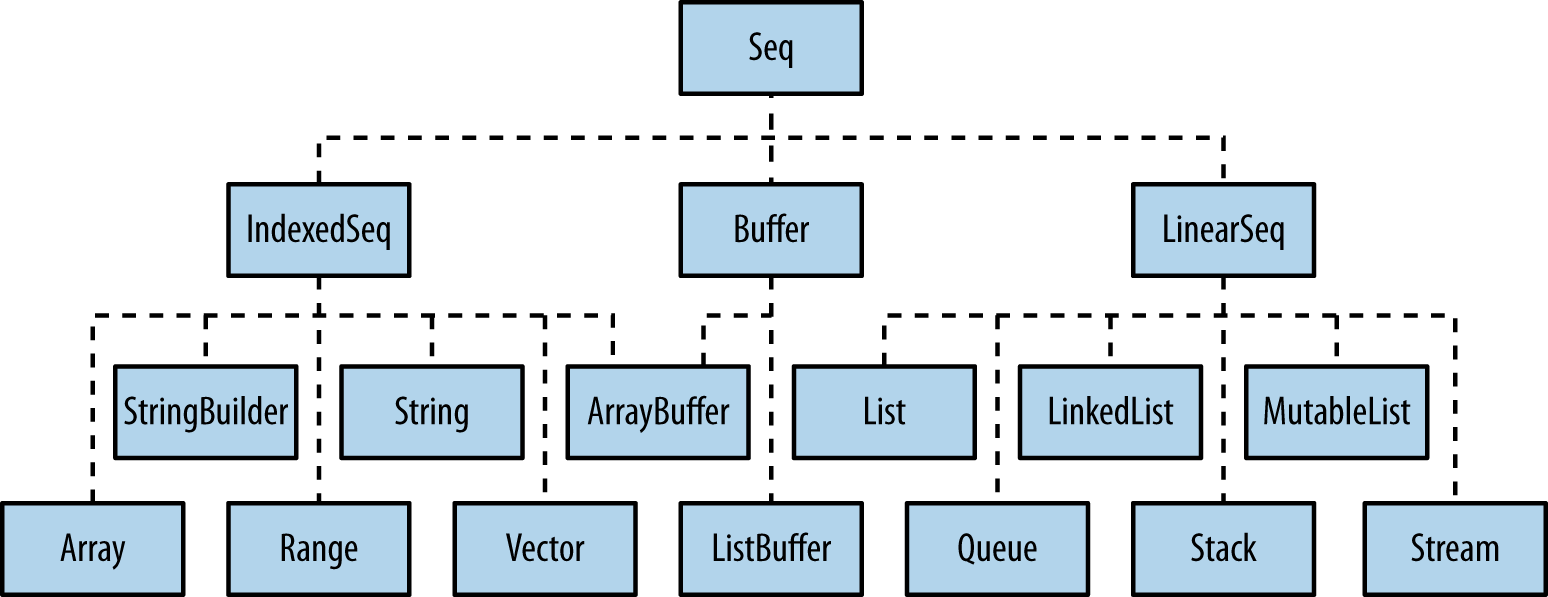 Seq
IndexedSeq
Buffer
LinearSeq
StringBuilder
String
ArrayBuffer
List
LinkedList
MutableList
Array
Range
Vector
ListBuffer
Queue
Stack
Stream